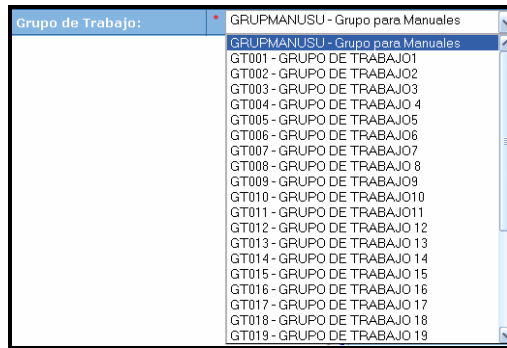 Grupo de Trabajo: * GRUPMANUSU - Grupo para Manuales
GRUPMANUSU - Grupo para Manuales
GT001 - GRUPO DE TRABAJO1
GT002 - GRUPO DE TRABAJO2
GT003 - GRUPO DE TRABAJO3
GT004 - GRUPO DE TRABAJO 4
GT005 - GRUPO DE TRABAJO5
GT006 - GRUPO DE TRABAJO6
GT007 - GRUPO DE TRABAJO7
GT008 - GRUPO DE TRABAJO 8
GT009 - GRUPO DE TRABAJO9
GT010 - GRUPO DE TRABAJO10
GT011 - GRUPO DE TRABAJO11
GT012 - GRUPO DE TRABAJO 12
GT013 - GRUPO DE TRABAJO 13
GT014 - GRUPO DE TRABAJO 14
GT015 - GRUPO DE TRABAJO 15
GT016 - GRUPO DE TRABAJO 16
GT017 - GRUPO DE TRABAJO 17
GT018 - GRUPO DE TRABAJO 18
GT019 - GRUPO DE TRABAJO 19